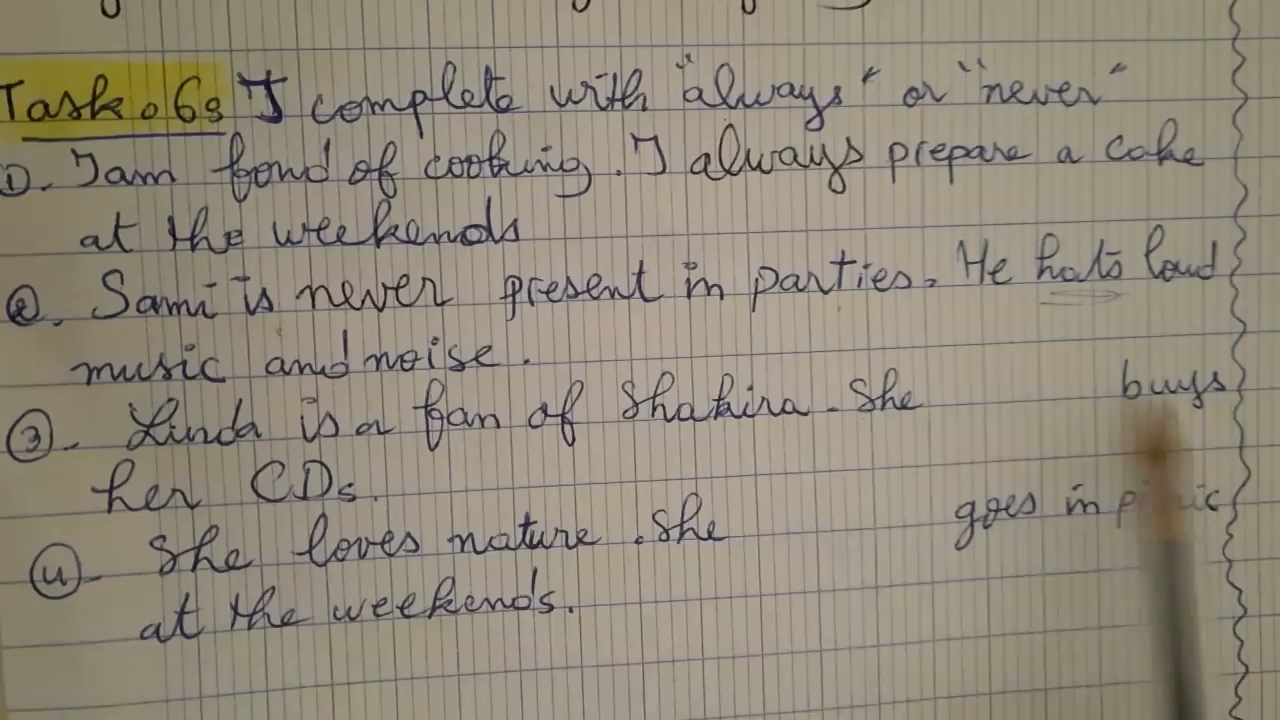 Task 06: I complete with "always" or "never"
1). I am fond of cooking. I always prepare a cake
at the weekends
2). Sami is never present in parties. He hats loud
music and noise.
3)- Linda is a fan of Shakira. She buys
her CDs.
4)- She loves nature. She goes in
at the weekends.